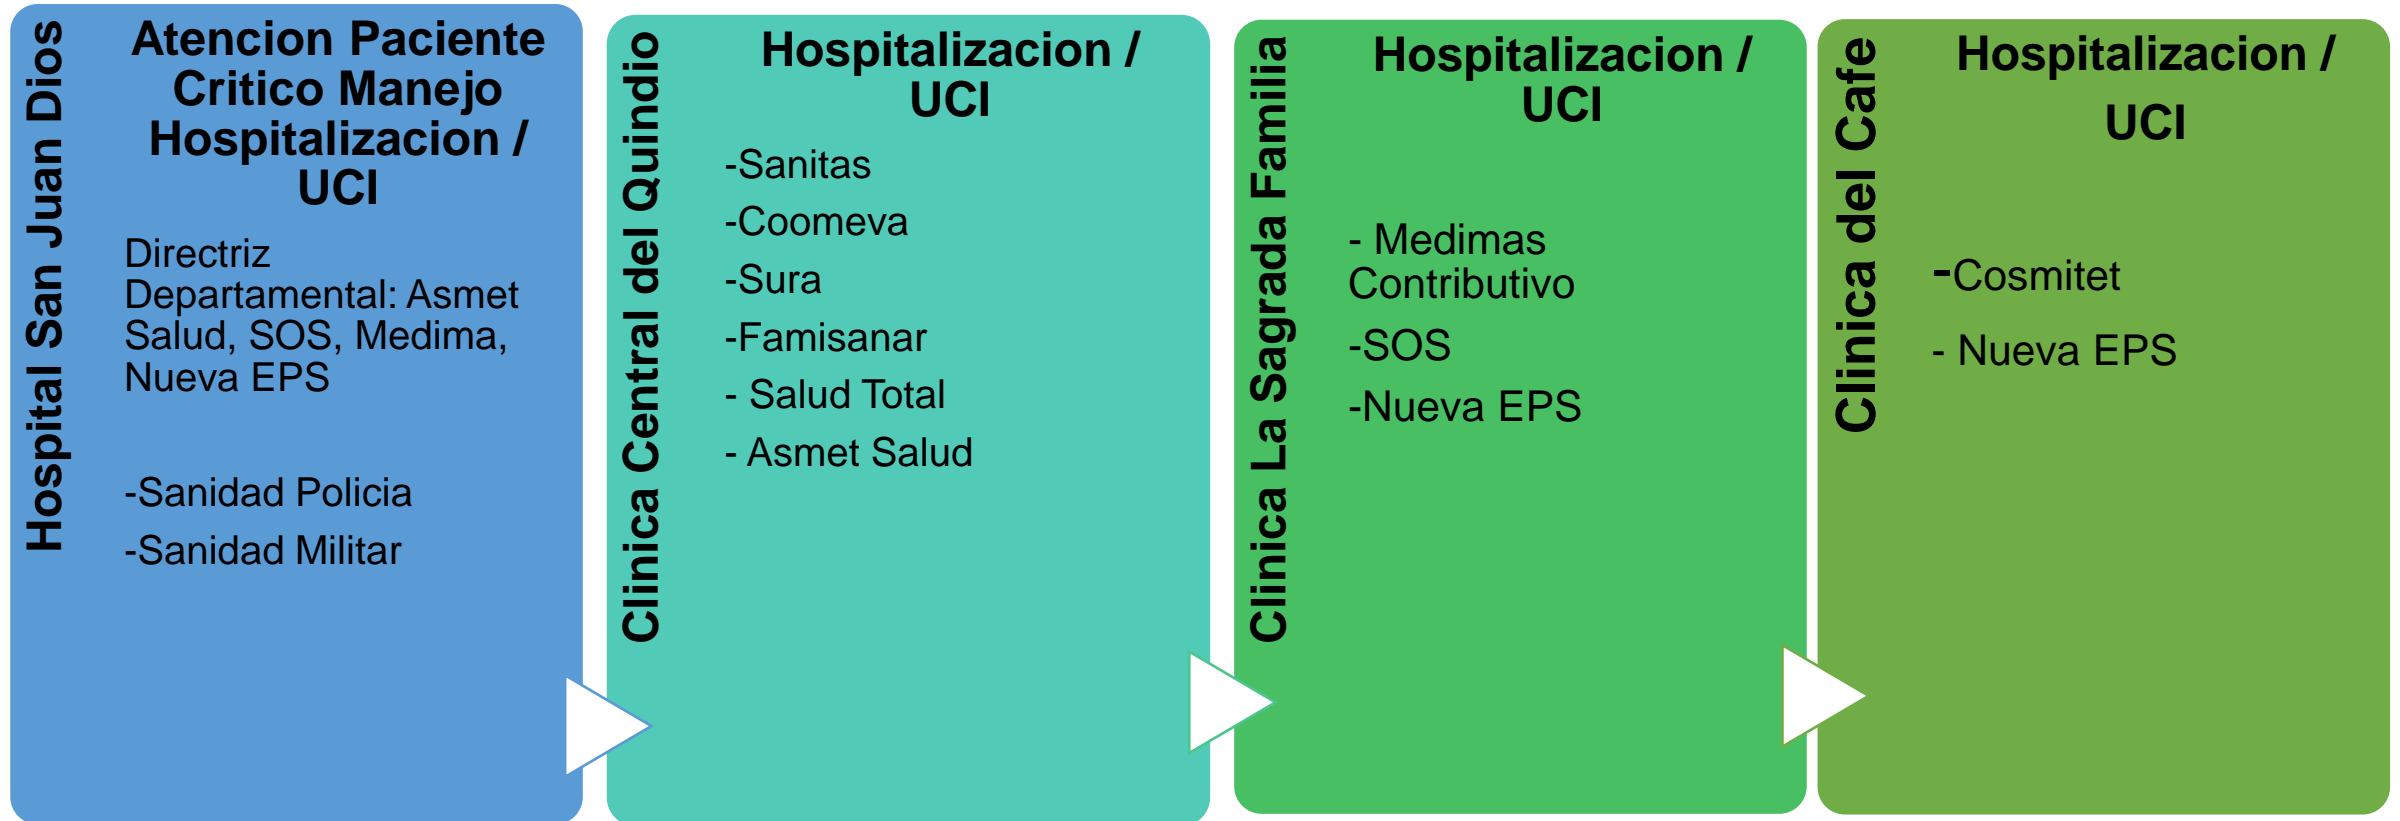 Hospital San Juan Dios
Atencion Paciente
Critico Manejo
Hospitalizacion /
UCI
Directriz
Departamental: Asmet
Salud, SOS, Medima,
Nueva EPS
-Sanidad Policia
-Sanidad Militar
Clinica Central del Quindio
Hospitalizacion /
UCI
-Sanitas
-Coomeva
-Sura
-Famisanar
- Salud Total
- Asmet Salud
Clinica La Sagrada Familia
Hospitalizacion /
UCI
- Medimas
Contributivo
-SOS
-Nueva EPS
Clinica del Cafe
Hospitalizacion /
UCI
-Cosmitet
- Nueva EPS